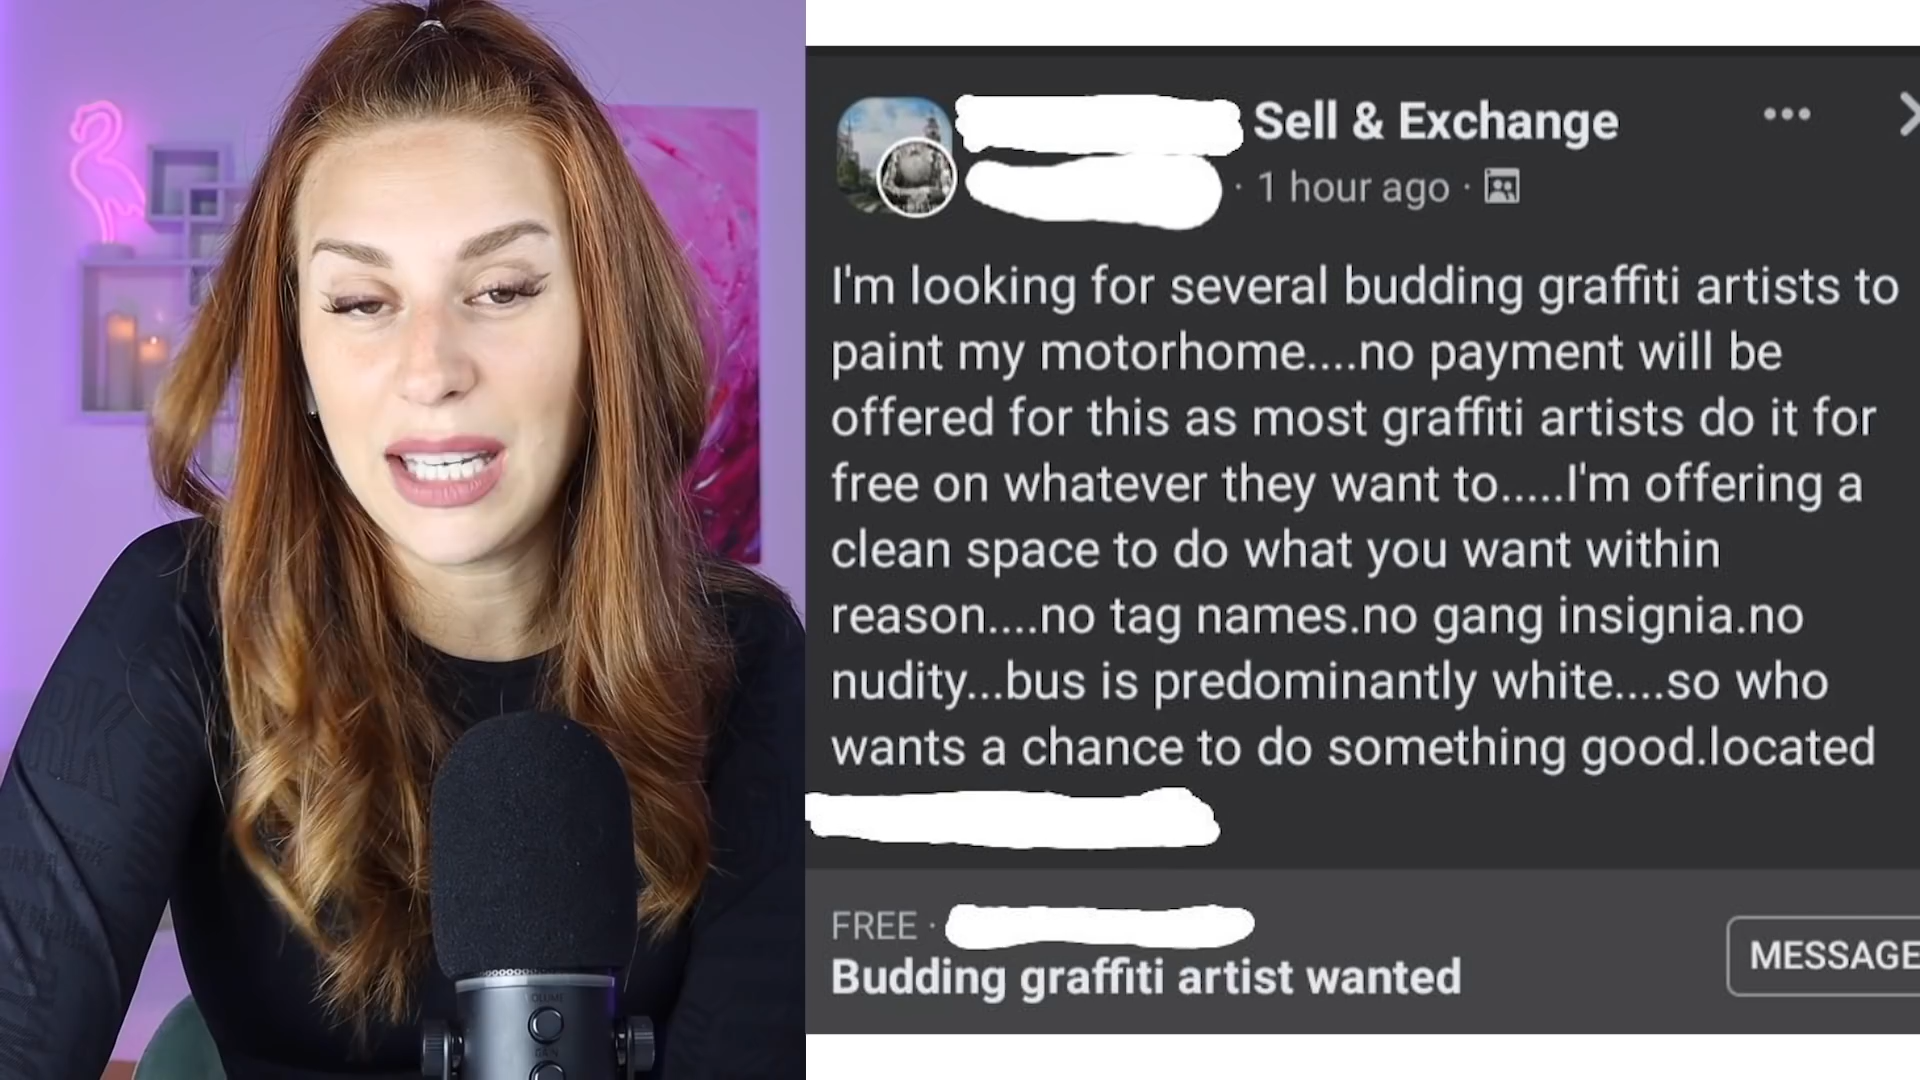 Sell & Exchange
· 1 hour ago ·
I'm looking for several budding graffiti artists to
paint my motorhome....no payment will be
offered for this as most graffiti artists do it for
free on whatever they want to.....I'm offering a
clean space to do what you want within
reason....no tag names.no gang insignia.no
nudity...bus is predominantly white....so who
wants a chance to do something good.located
FREE ·
Budding graffiti artist wanted
MESSAGE
VOLUME
GAIN